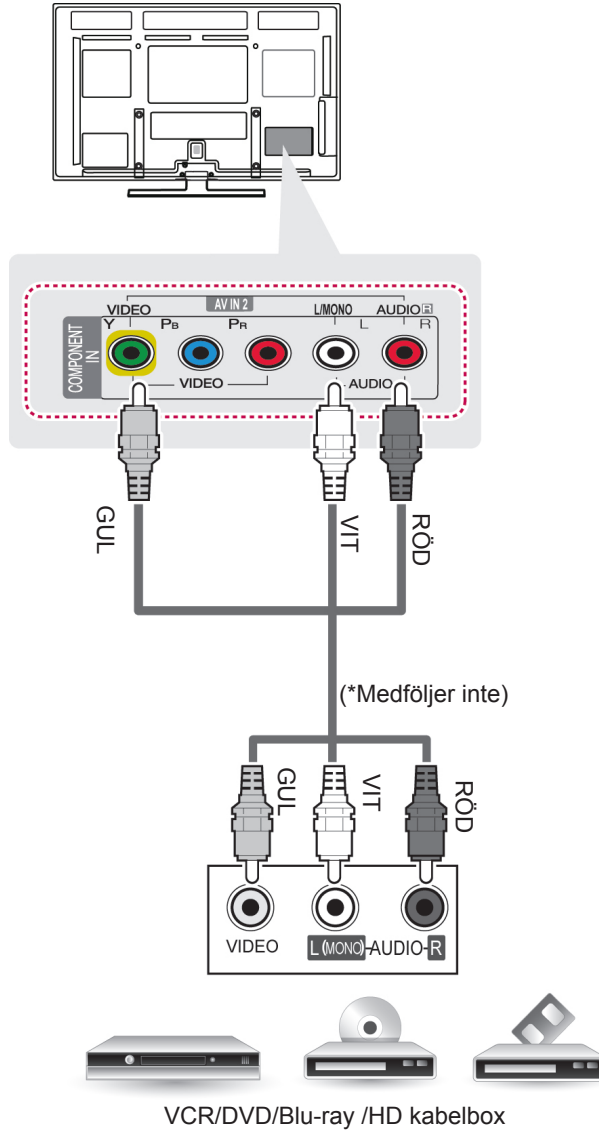 AV IN 2
VIDEO L/MONO AUDIO R
Y PB PR L R
COMPONENT IN
VIDEO AUDIO
GUL VIT RÖD
(*Medföljer inte)
GUL VIT RÖD
VIDEO L(MONO)-AUDIO-R
VCR/DVD/Blu-ray /HD kabelbox